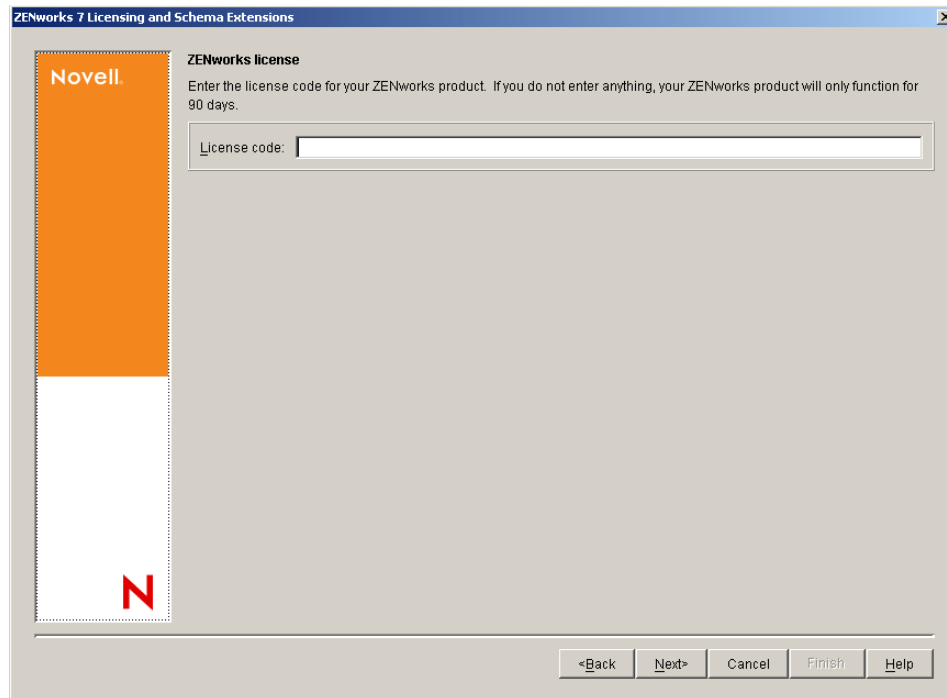 ZENworks 7 Licensing and Schema Extensions
Novell.
ZENworks license
Enter the license code for your ZENworks product. If you do not enter anything, your ZENworks product will only function for
90 days.
License code:
N
<Back
Next>
Cancel
Finish
Help